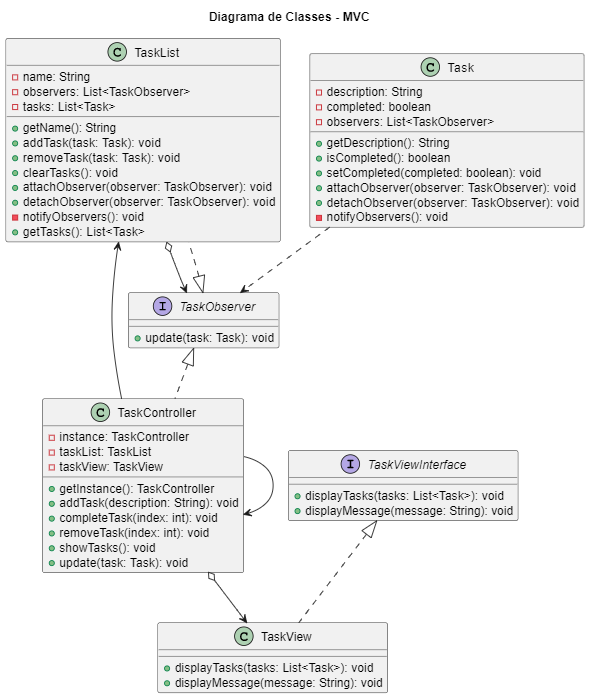 Diagrama de Classes - MVC
C TaskList
name: String
observers: List<TaskObserver>
tasks: List<Task>
getName(): String
addTask(task: Task): void
removeTask(task: Task): void
clearTasks(): void
attachObserver(observer: TaskObserver): void
detachObserver(observer: TaskObserver): void
notifyObservers(): void
getTasks(): List<Task>
C Task
description: String
completed: boolean
observers: List<TaskObserver>
getDescription(): String
isCompleted(): boolean
setCompleted(completed: boolean): void
attachObserver(observer: TaskObserver): void
detachObserver(observer: TaskObserver): void
notifyObservers(): void
I TaskObserver
update(task: Task): void
C TaskController
instance: TaskController
taskList: TaskList
taskView: TaskView
getInstance(): TaskController
addTask(description: String): void
completeTask(index: int): void
removeTask(index: int): void
showTasks(): void
update(task: Task): void
I TaskViewInterface
displayTasks(tasks: List<Task>): void
displayMessage(message: String): void
C TaskView
displayTasks(tasks: List<Task>): void
displayMessage(message: String): void